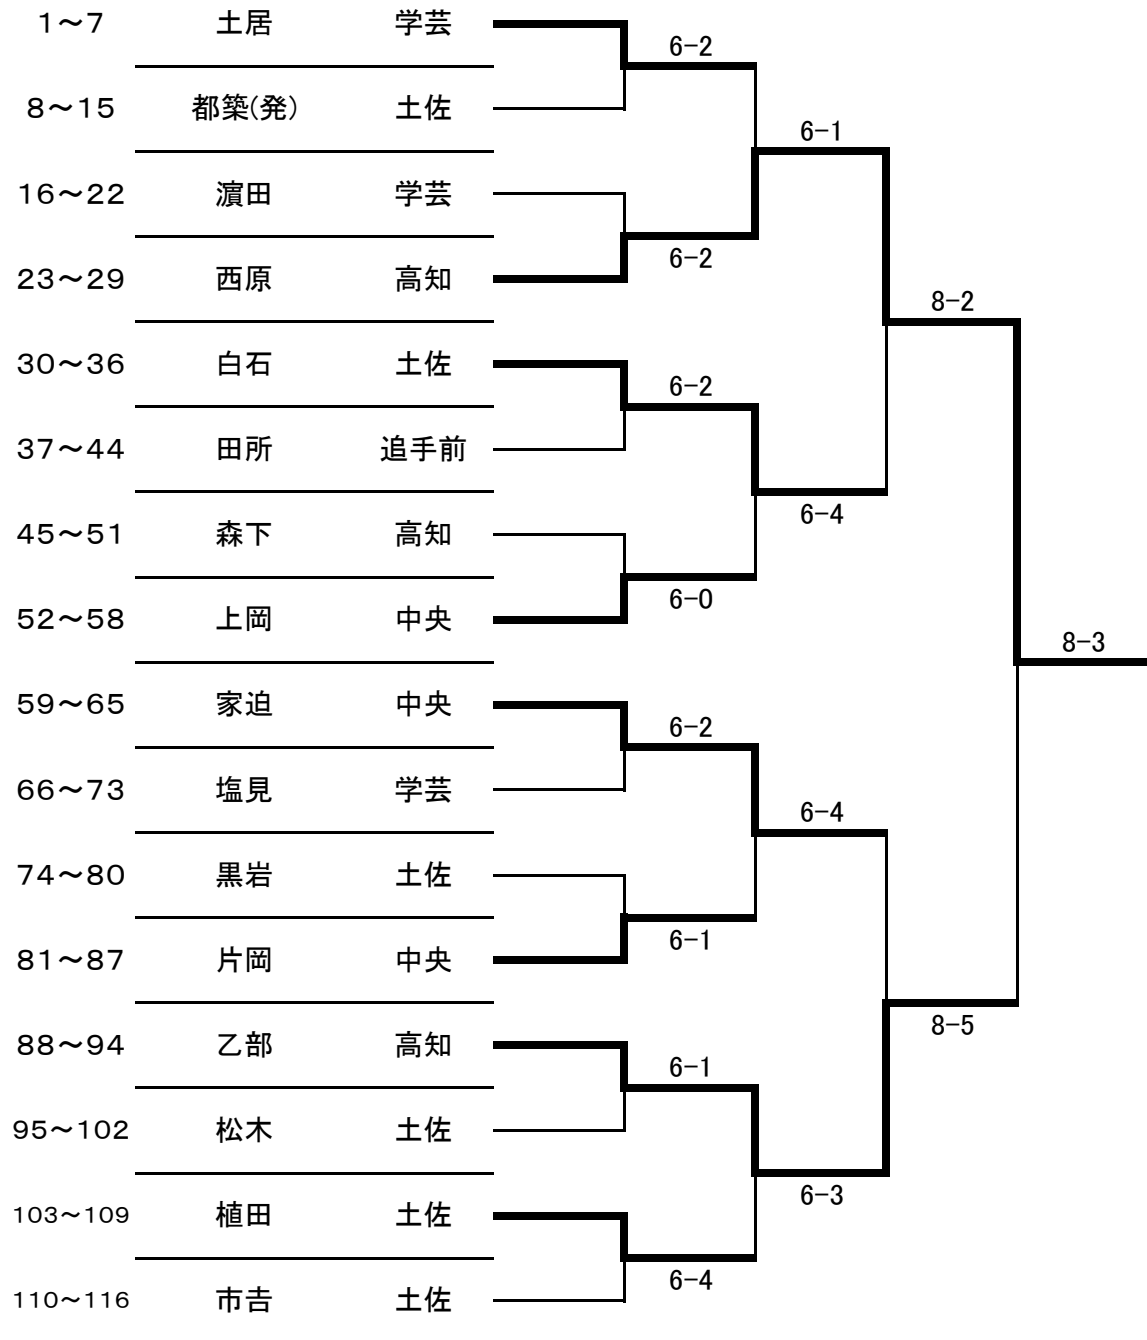 1～7 土居 学芸
6-2
8～15 都築(発) 土佐
6-1
16～22 濵田 学芸
6-2
23～29 西原 高知
8-2
30～36 白石 土佐
6-2
37～44 田所 追手前
6-4
45～51 森下 高知
6-0
52～58 上岡 中央
8-3
59～65 家迫 中央
6-2
66～73 塩見 学芸
6-4
74～80 黒岩 土佐
6-1
81～87 片岡 中央
8-5
88～94 乙部 高知
6-1
95～102 松木 土佐
6-3
103～109 植田 土佐
6-4
110～116 市𠮷 土佐